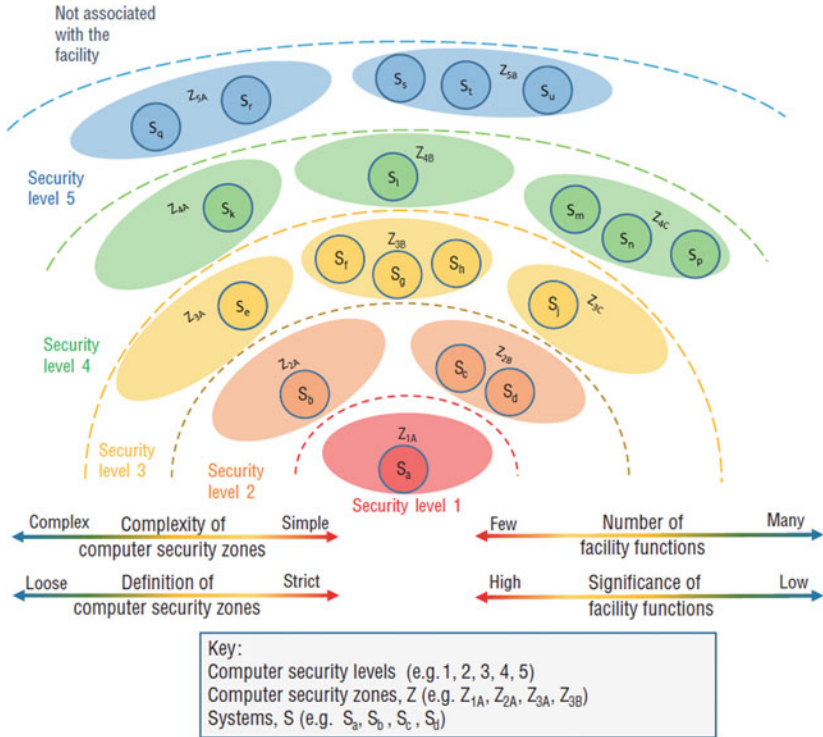 Not associated
with the
facility
Z5A
Sq
Sr
Z5B
Ss
St
Su
Security
level 5
Z4A
Sk
Z4B
Sl
Z4C
Sm
Sn
Sp
Security
level 4
Z3A
Se
Z3B
Sf
Sg
Sh
Z3C
Sj
Security
level 3
Z2A
Sb
Z2B
Sc
Sd
Security
level 2
Z1A
Sa
Security level 1
Complex Complexity of Simple
computer security zones
Few Number of Many
facility functions
Loose Definition of Strict
computer security zones
High Significance of Low
facility functions
Key:
Computer security levels (e.g. 1, 2, 3, 4, 5)
Computer security zones, Z (e.g. Z1A, Z2A, Z3A, Z3B)
Systems, S (e.g. Sa, Sb , Sc , Sd)